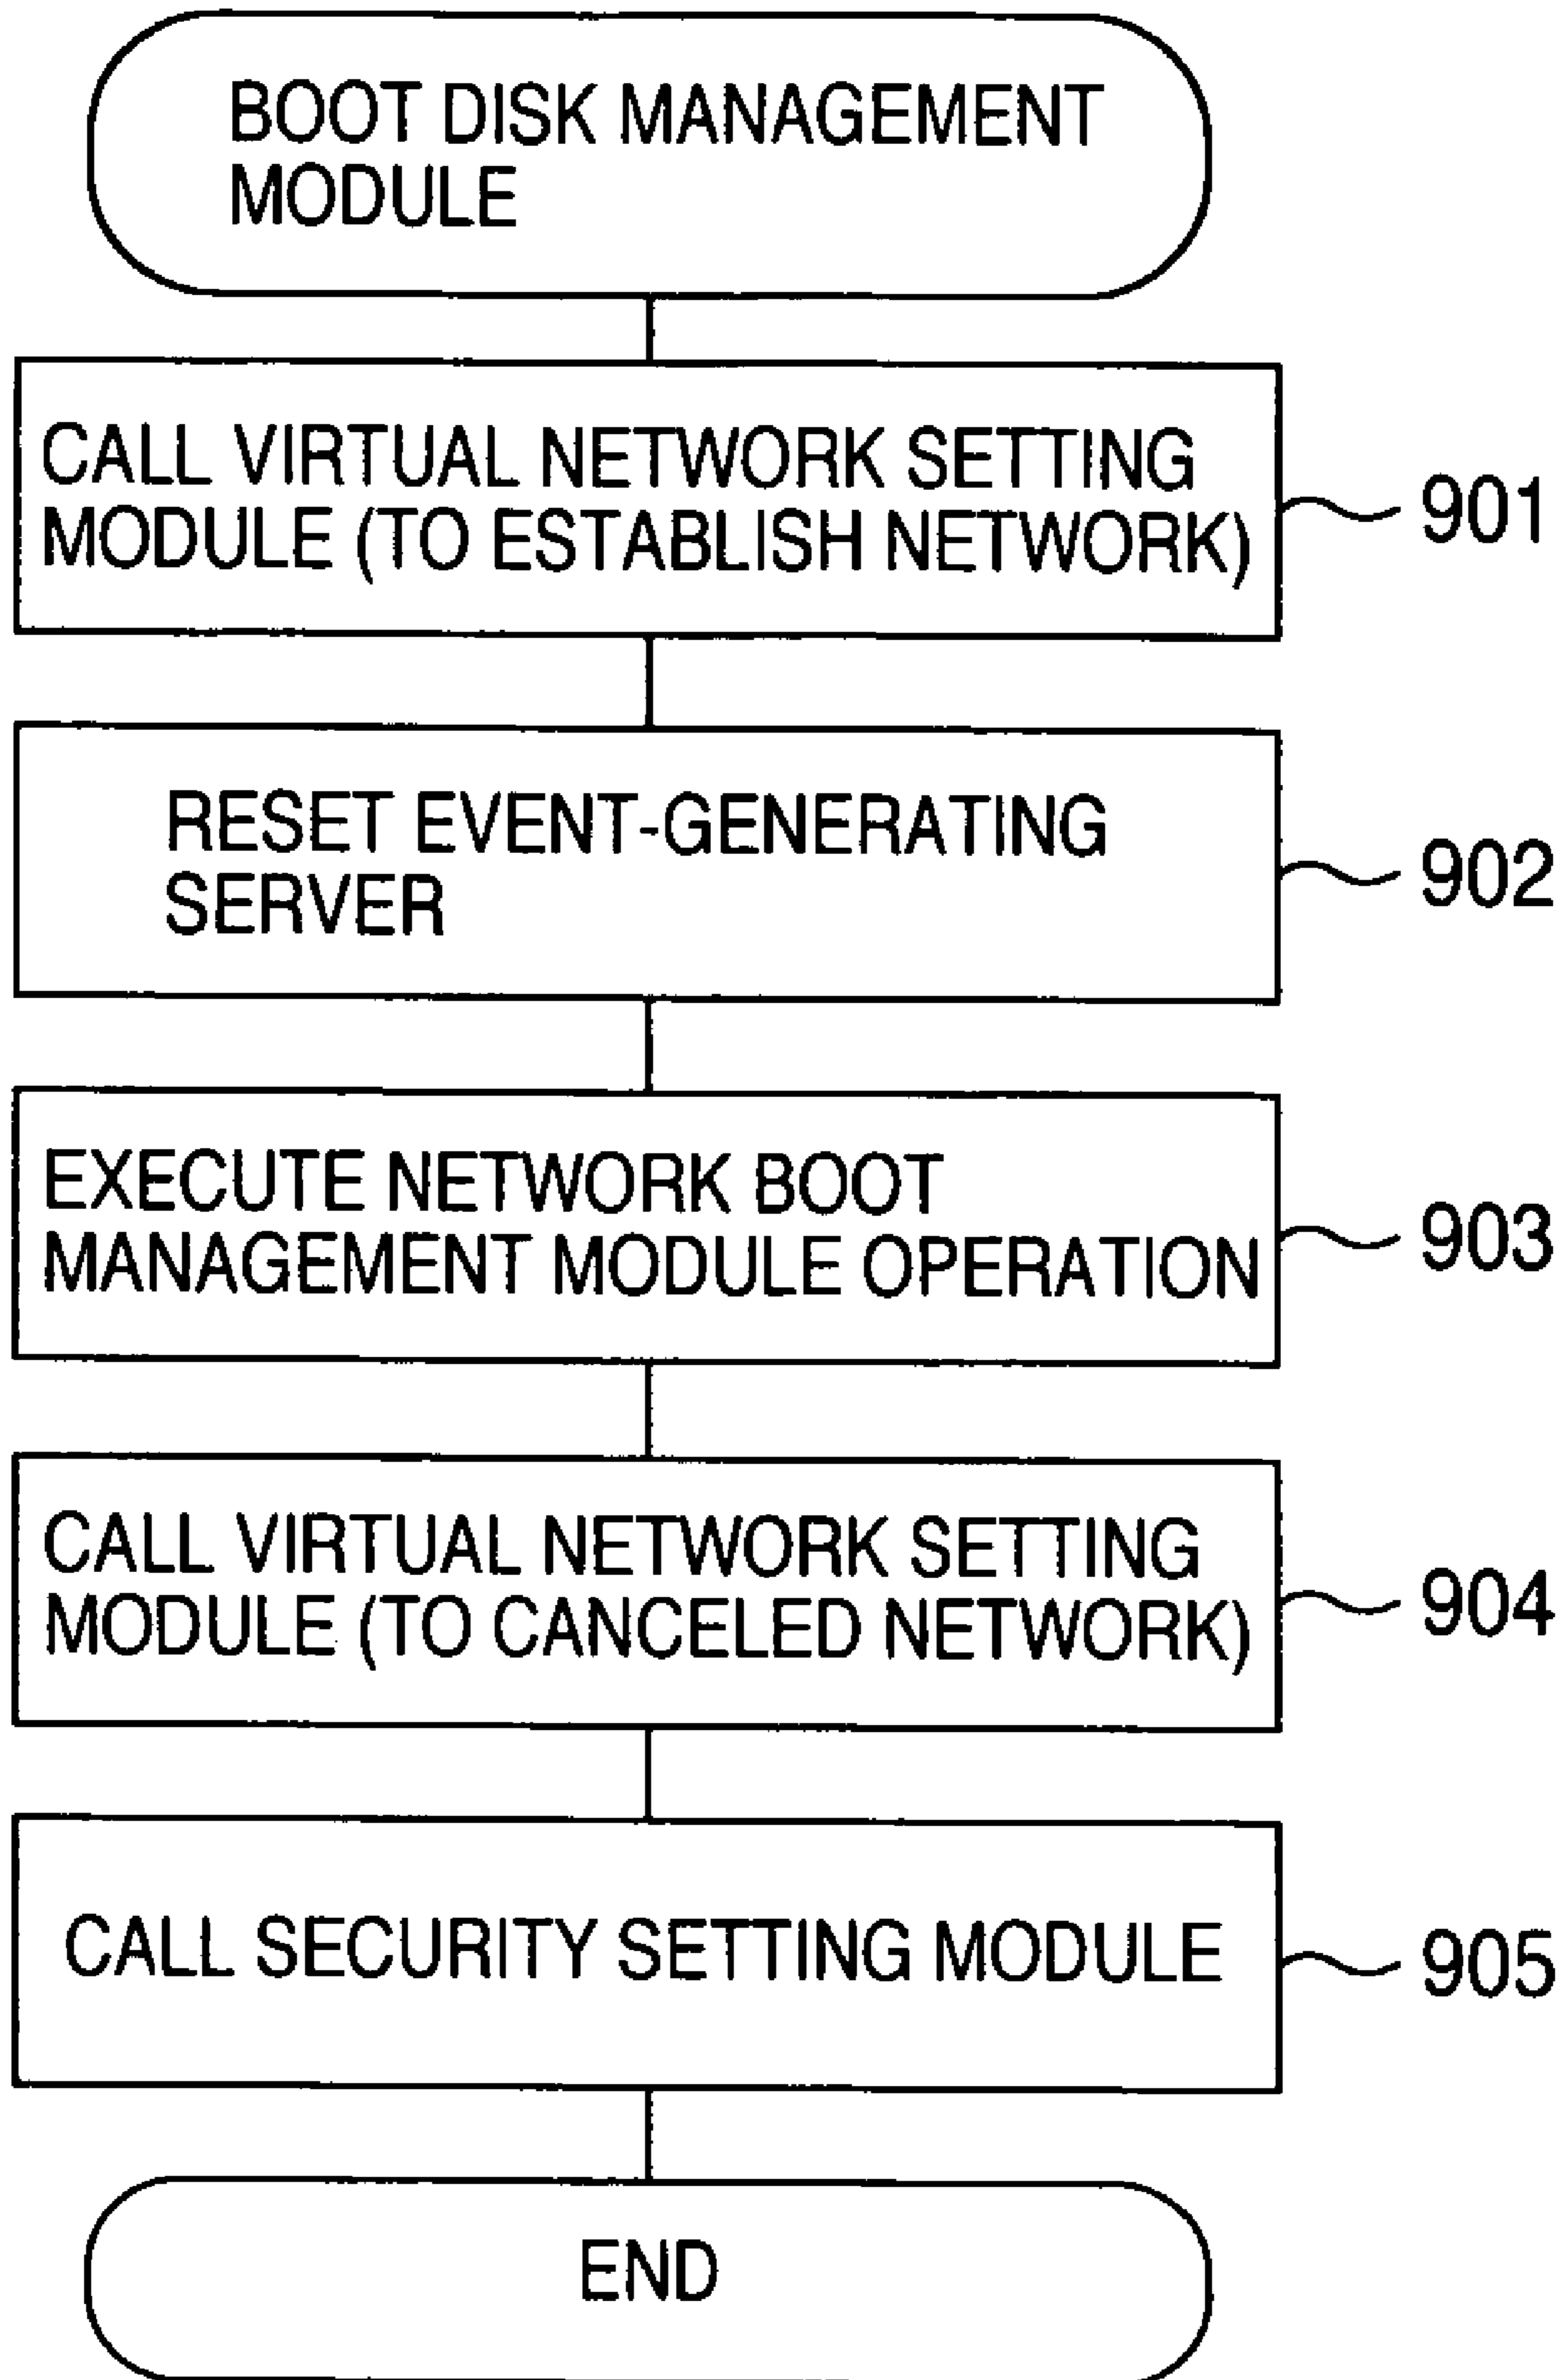 BOOT DISK MANAGEMENT
MODULE
CALL VIRTUAL NETWORK SETTING
MODULE (TO ESTABLISH NETWORK)
901
RESET EVENT-GENERATING
SERVER
902
EXECUTE NETWORK BOOT
MANAGEMENT MODULE OPERATION
903
CALL VIRTUAL NETWORK SETTING
MODULE (TO CANCELED NETWORK)
904
CALL SECURITY SETTING MODULE
905
END